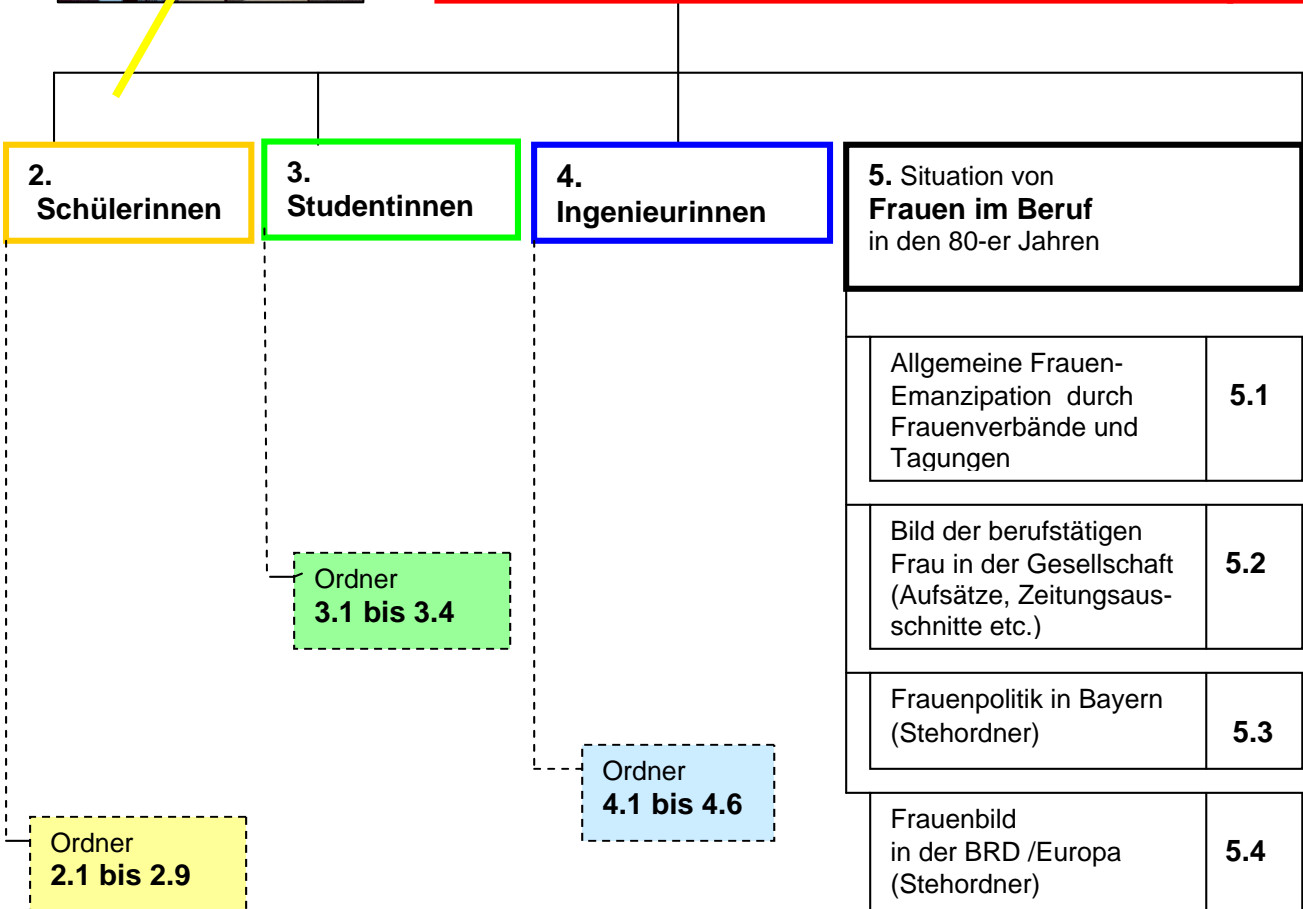 2.
Schülerinnen
3.
Studentinnen
4.
Ingenieurinnen
5. Situation von
Frauen im Beruf
in den 80-er Jahren
Allgemeine Frauen-
Emanzipation durch
Frauenverbände und
Tagungen
5.1
Bild der berufstätigen
Frau in der Gesellschaft
(Aufsätze, Zeitungsaus-
schnitte etc.)
5.2
Frauenpolitik in Bayern
(Stehordner)
5.3
Frauenbild
in der BRD /Europa
(Stehordner)
5.4
Ordner
3.1 bis 3.4
Ordner
4.1 bis 4.6
Ordner
2.1 bis 2.9